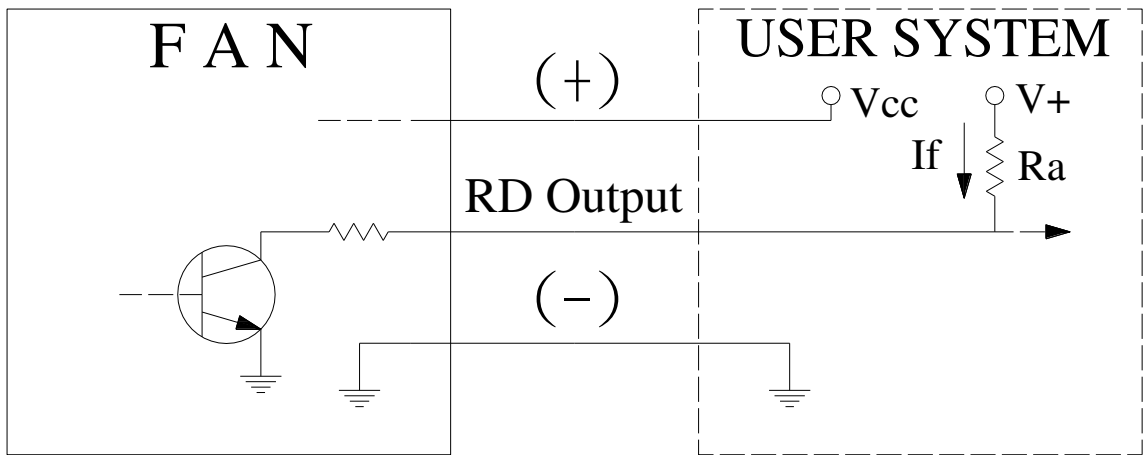 F A N
USER SYSTEM
(+)
Vcc
V+
If
Ra
RD Output
(-)